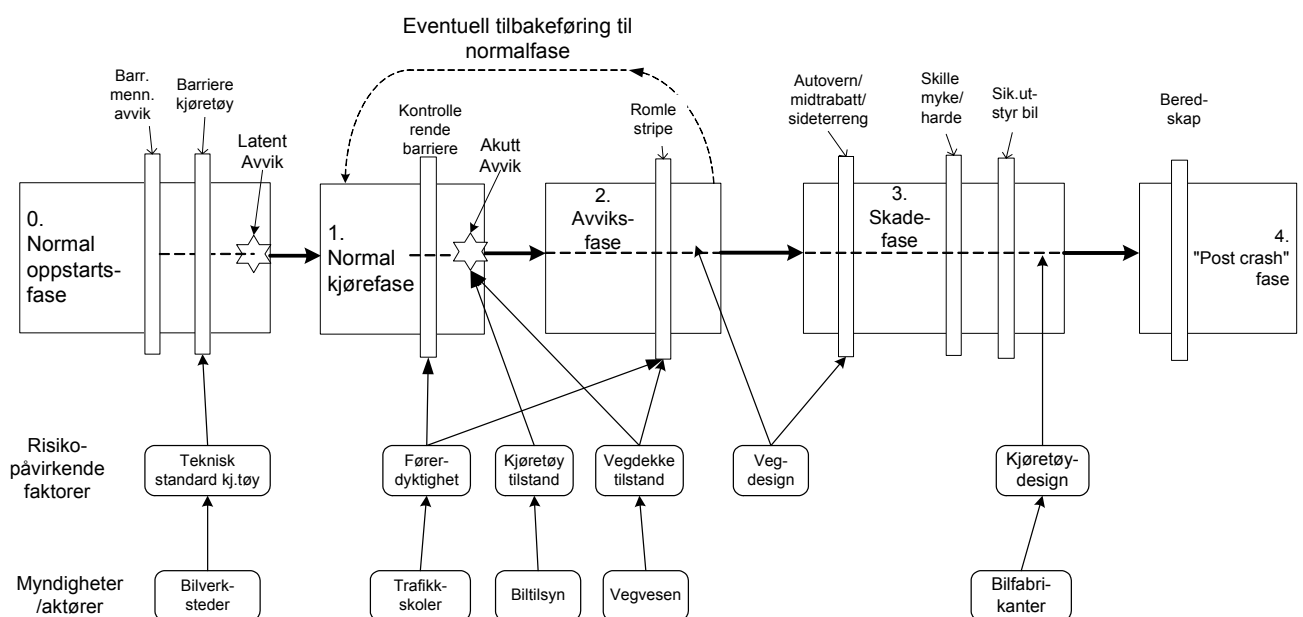 Eventuell tilbakeføring til
normalfase
Barr.
menn.
avvik
Barriere
kjøretøy
Latent
Avvik
Kontrolle
rende
barriere
Akutt
Avvik
Romle
stripe
Autovern/
midtrabatt/
sideterreng
Skille
myke/
harde
Sik.ut-
styr bil
Bered-
skap
0.
Normal
oppstarts-
fase
1.
Normal
kjørefase
2.
Avviks-
fase
3.
Skade-
fase
4.
"Post crash"
fase
Risiko-
påvirkende
faktorer
Teknisk
standard kj.tøy
Fører-
dyktighet
Kjøretøy
tilstand
Vegdekke
tilstand
Veg-
design
Kjøretøy-
design
Myndigheter
/aktører
Bilverk-
steder
Trafikk-
skoler
Biltilsyn
Vegvesen
Bilfabri-
kanter